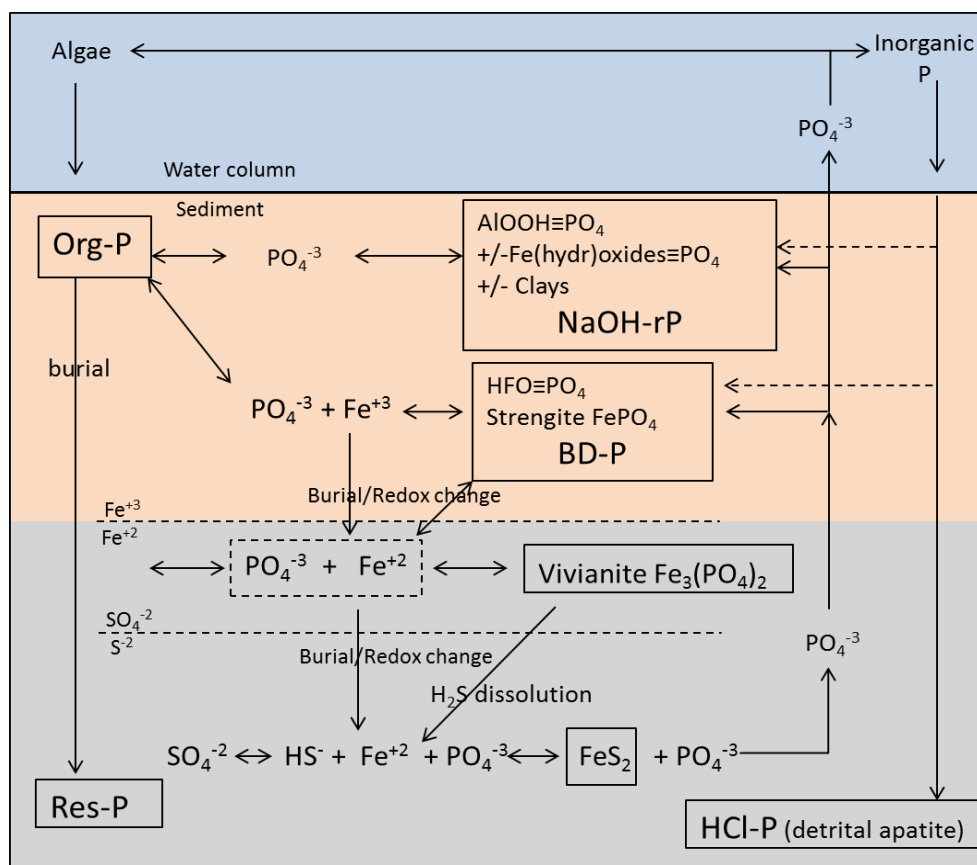 Algae
Inorganic
P
PO₄⁻³
Water column
Sediment
Org-P
PO₄⁻³
AlOOH≡PO₄
+/-Fe(hydr)oxides≡PO₄
+/- Clays
NaOH-rP
burial
PO₄⁻³ + Fe⁺³
HFO≡PO₄
Strengite FePO₄
BD-P
Burial/Redox change
Fe⁺³
Fe⁺²
PO₄⁻³ + Fe⁺²
Vivianite Fe₃(PO₄)₂
SO₄⁻²
S⁻²
Burial/Redox change
PO₄⁻³
H₂S dissolution
SO₄⁻² HS⁻ + Fe⁺² + PO₄⁻³ FeS₂ + PO₄⁻³
Res-P
HCl-P (detrital apatite)